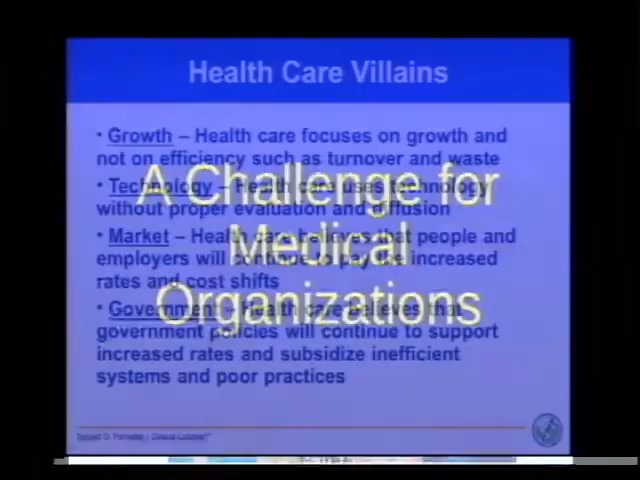 Health Care Villains
• Growth – Health care focuses on growth and
not on efficiency such as turnover and waste
• Technology – Health care uses technology
without proper evaluation and diffusion
• Market – Health care believes that people and
employers will continue to pay the increased
rates and cost shifts
• Government – Health care believes that
government policies will continue to support
increased rates and subsidize inefficient
systems and poor practices
A Challenge for
Medical
Organizations